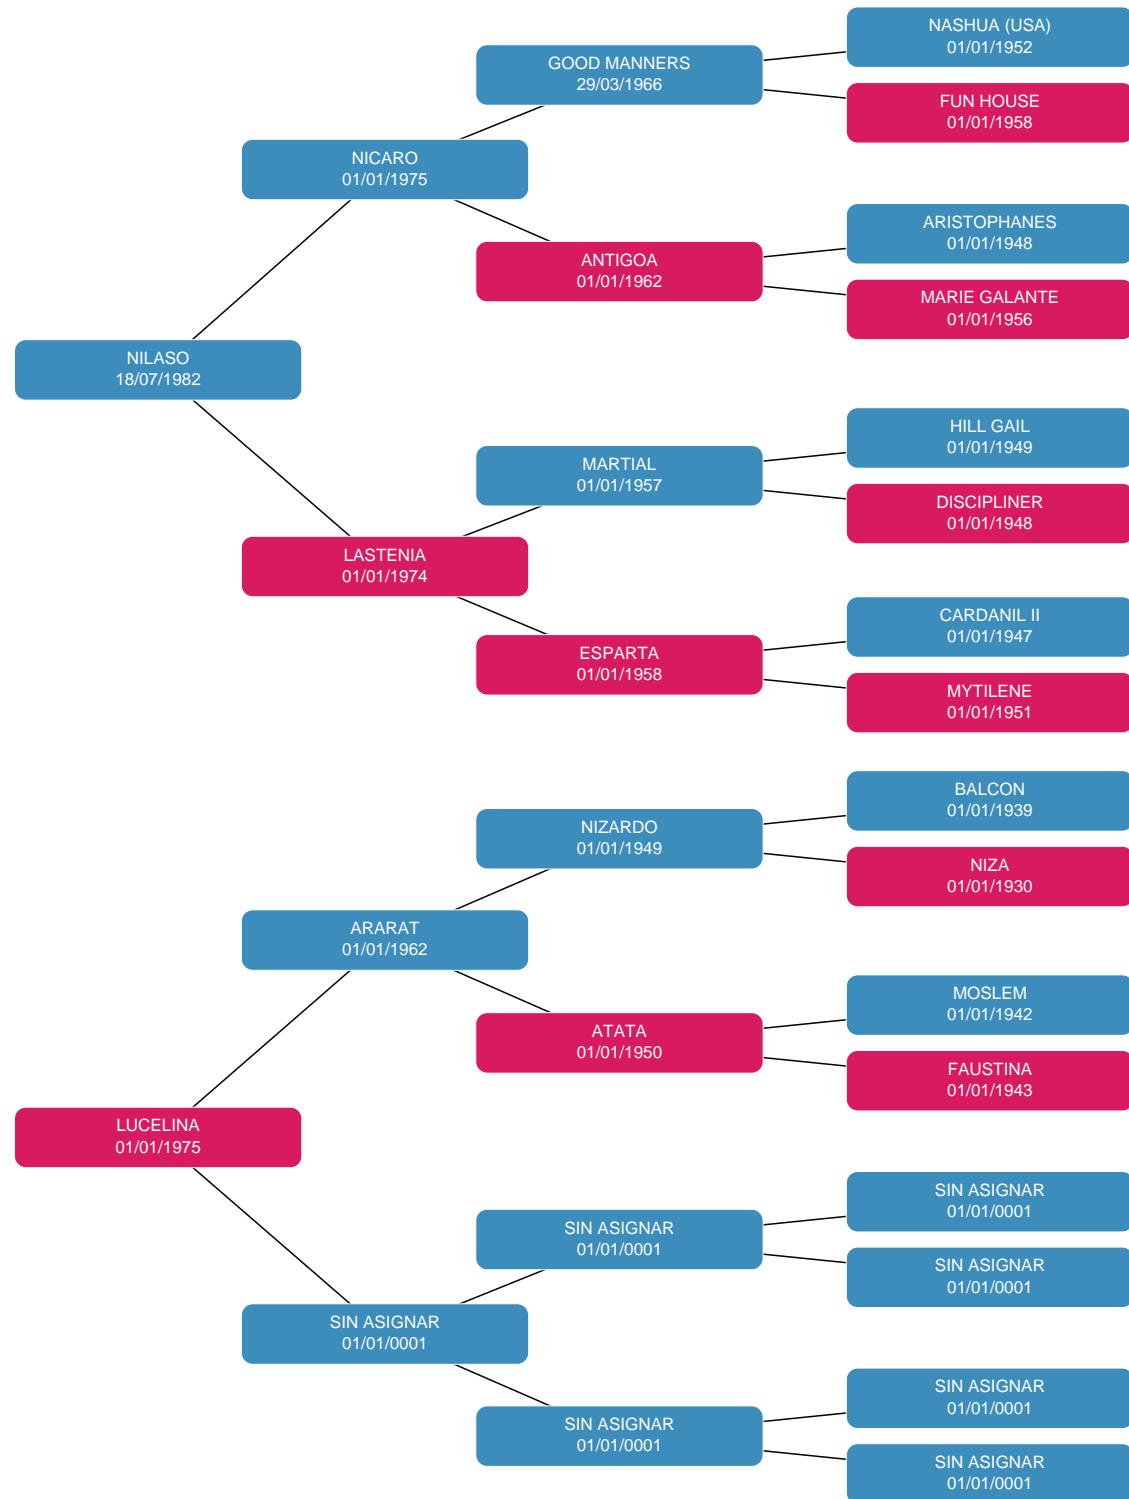 NASHUA (USA)
01/01/1952
GOOD MANNERS
29/03/1966
FUN HOUSE
01/01/1958
NICARO
01/01/1975
ARISTOPHANES
01/01/1948
ANTIGOA
01/01/1962
MARIE GALANTE
01/01/1956
NILASO
18/07/1982
HILL GAIL
01/01/1949
MARTIAL
01/01/1957
DISCIPLINER
01/01/1948
LASTENIA
01/01/1974
CARDANIL II
01/01/1947
ESPARTA
01/01/1958
MYTILENE
01/01/1951
BALCON
01/01/1939
NIZARDO
01/01/1949
NIZA
01/01/1930
ARARAT
01/01/1962
MOSLEM
01/01/1942
ATATA
01/01/1950
FAUSTINA
01/01/1943
LUCELINA
01/01/1975
SIN ASIGNAR
01/01/0001
SIN ASIGNAR
01/01/0001
SIN ASIGNAR
01/01/0001
SIN ASIGNAR
01/01/0001
SIN ASIGNAR
01/01/0001
SIN ASIGNAR
01/01/0001
SIN ASIGNAR
01/01/0001